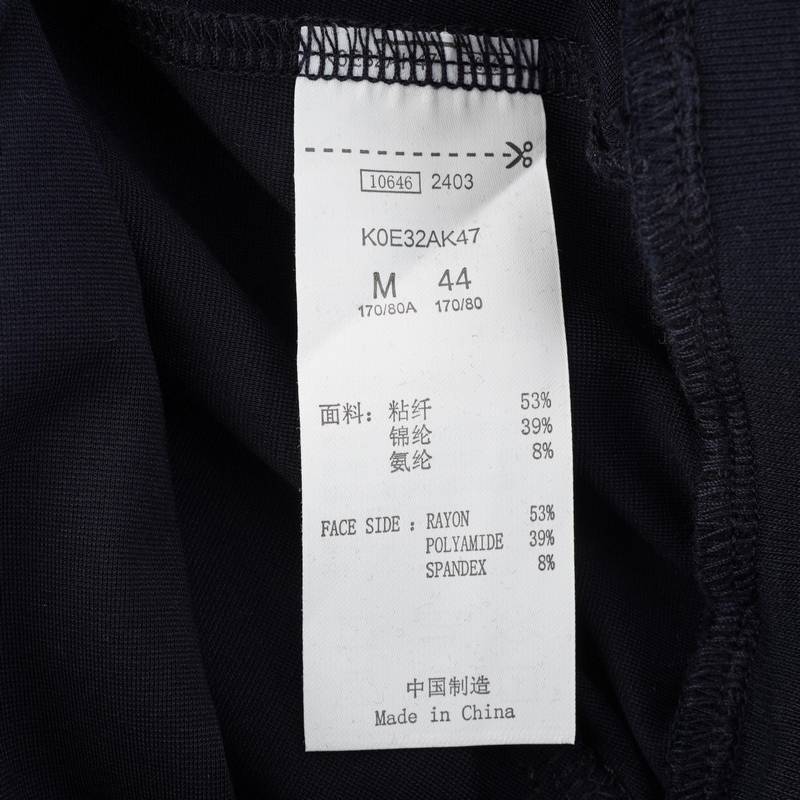 10646 2403
K0E32AK47
M 44
170/80A 170/80
面料: 粘纤 53%
锦纶 39%
氨纶 8%
FACE SIDE : RAYON 53%
POLYAMIDE 39%
SPANDEX 8%
中国制造
Made in China